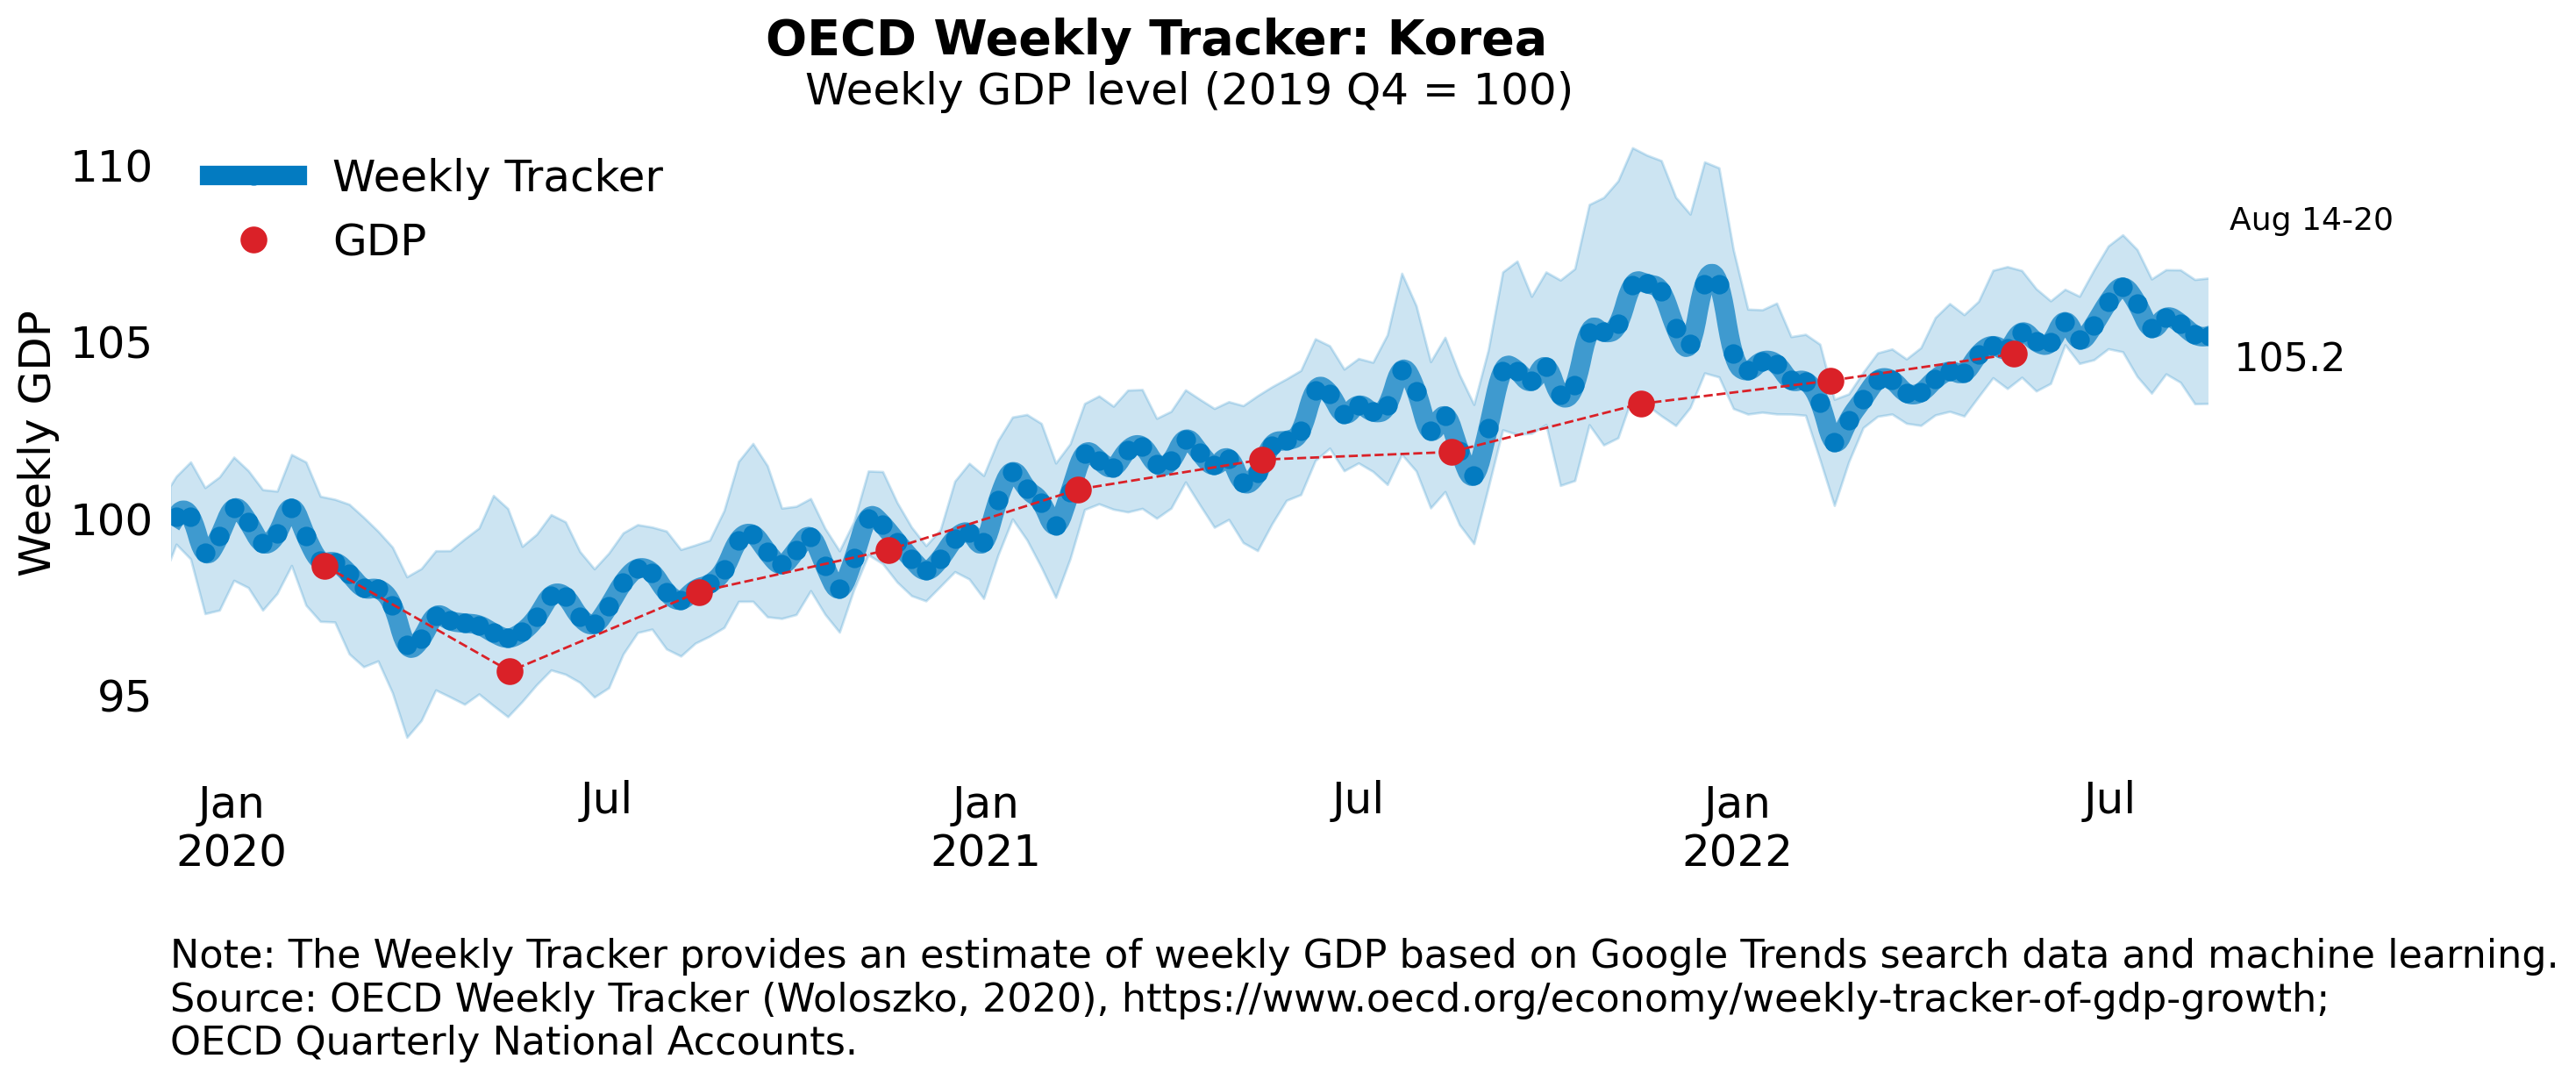 OECD Weekly Tracker: Korea
Weekly GDP level (2019 Q4 = 100)
110
105
100
95
Weekly GDP
Weekly Tracker
GDP
Aug 14-20
105.2
Jan
2020
Jul
Jan
2021
Jul
Jan
2022
Jul
Note: The Weekly Tracker provides an estimate of weekly GDP based on Google Trends search data and machine learning.
Source: OECD Weekly Tracker (Woloszko, 2020), https://www.oecd.org/economy/weekly-tracker-of-gdp-growth;
OECD Quarterly National Accounts.